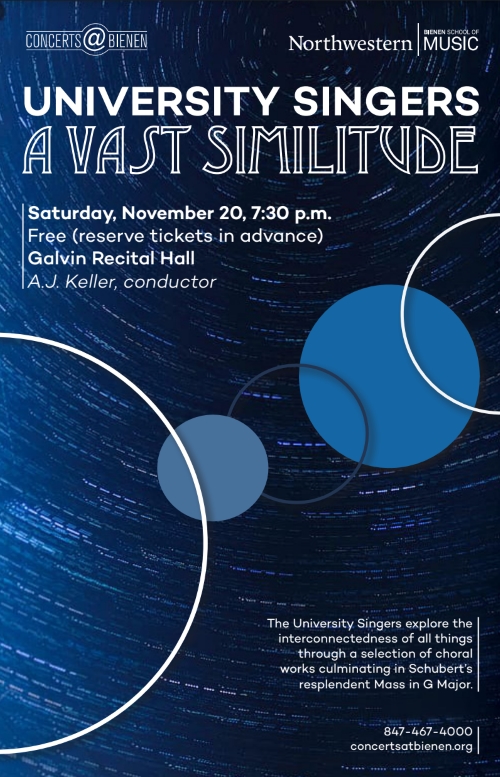 CONCERTS@BIENEN
Northwestern
BIENEN SCHOOL OF
MUSIC
UNIVERSITY SINGERS
A VAST SIMILITUDE
Saturday, November 20, 7:30 p.m.
Free (reserve tickets in advance)
Galvin Recital Hall
A.J. Keller, conductor
The University Singers explore the
interconnectedness of all things
through a selection of choral
works culminating in Schubert's
resplendent Mass in G Major.
847-467-4000
concertsatbienen.org